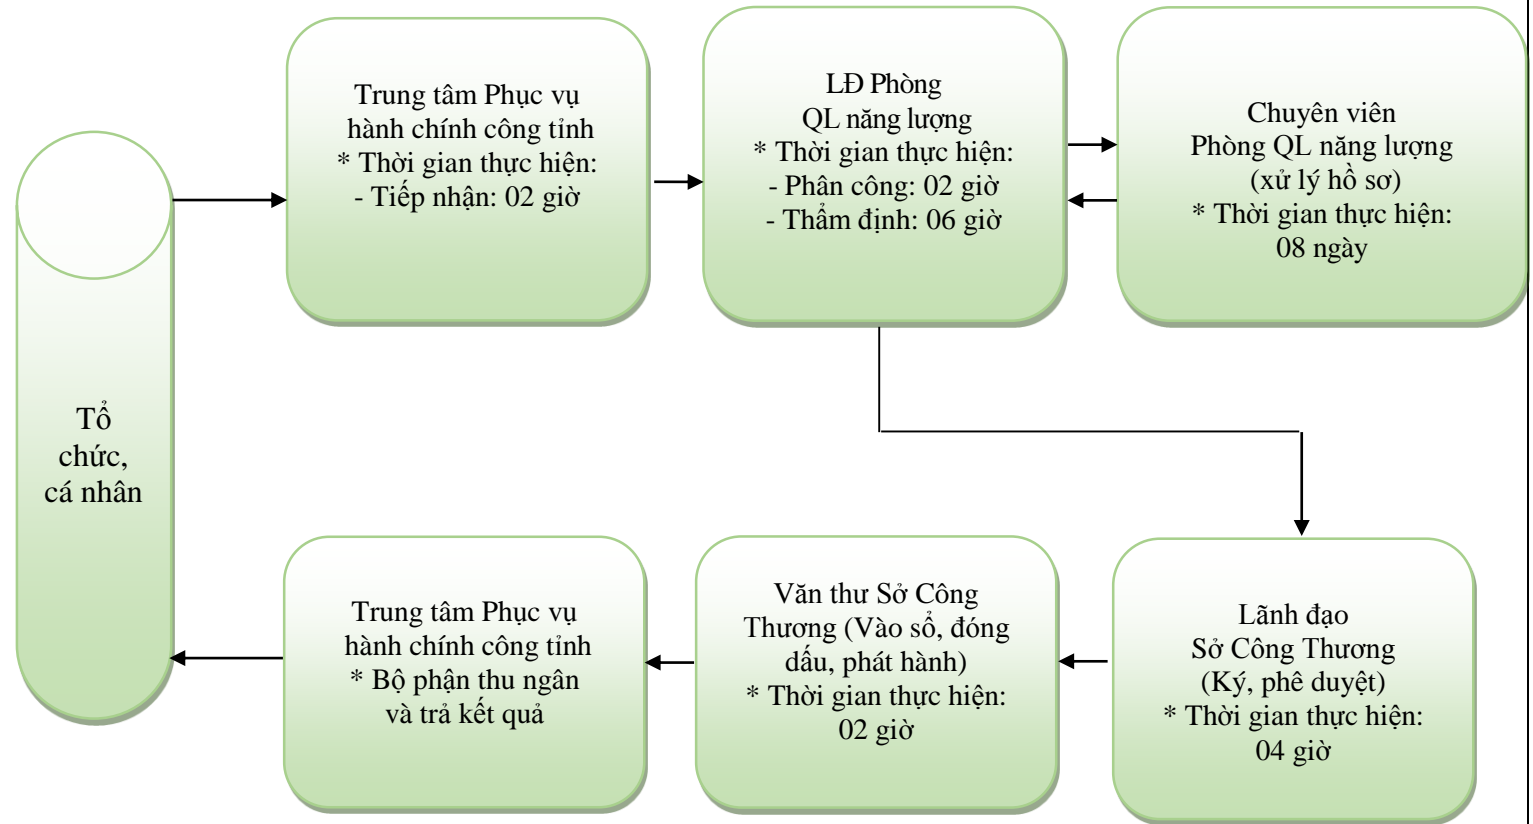 Trung tâm Phục vụ
hành chính công tỉnh
* Thời gian thực hiện:
- Tiếp nhận: 02 giờ
LĐ Phòng
QL năng lượng
* Thời gian thực hiện:
- Phân công: 02 giờ
- Thẩm định: 06 giờ
Chuyên viên
Phòng QL năng lượng
(xử lý hồ sơ)
* Thời gian thực hiện:
08 ngày
Tổ
chức,
cá nhân
Trung tâm Phục vụ
hành chính công tỉnh
* Bộ phận thu ngân
và trả kết quả
Văn thư Sở Công
Thương (Vào sổ, đóng
dấu, phát hành)
* Thời gian thực hiện:
02 giờ
Lãnh đạo
Sở Công Thương
(Ký, phê duyệt)
* Thời gian thực hiện:
04 giờ